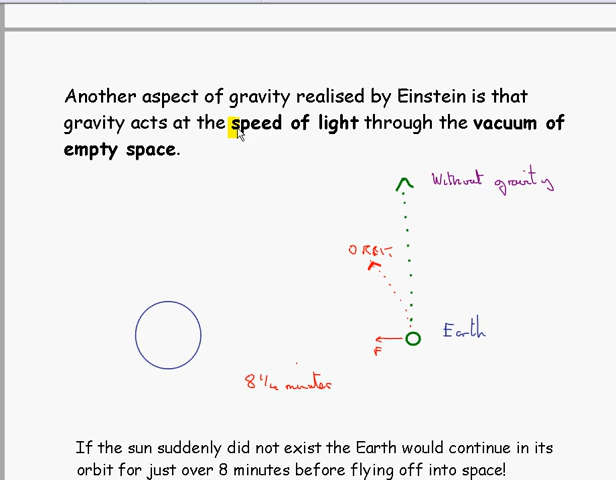 Another aspect of gravity realised by Einstein is that
gravity acts at the speed of light through the vacuum of
empty space.
Without gravity
ORBIT
Earth
F
8 1/4 minutes
If the sun suddenly did not exist the Earth would continue in its
orbit for just over 8 minutes before flying off into space!